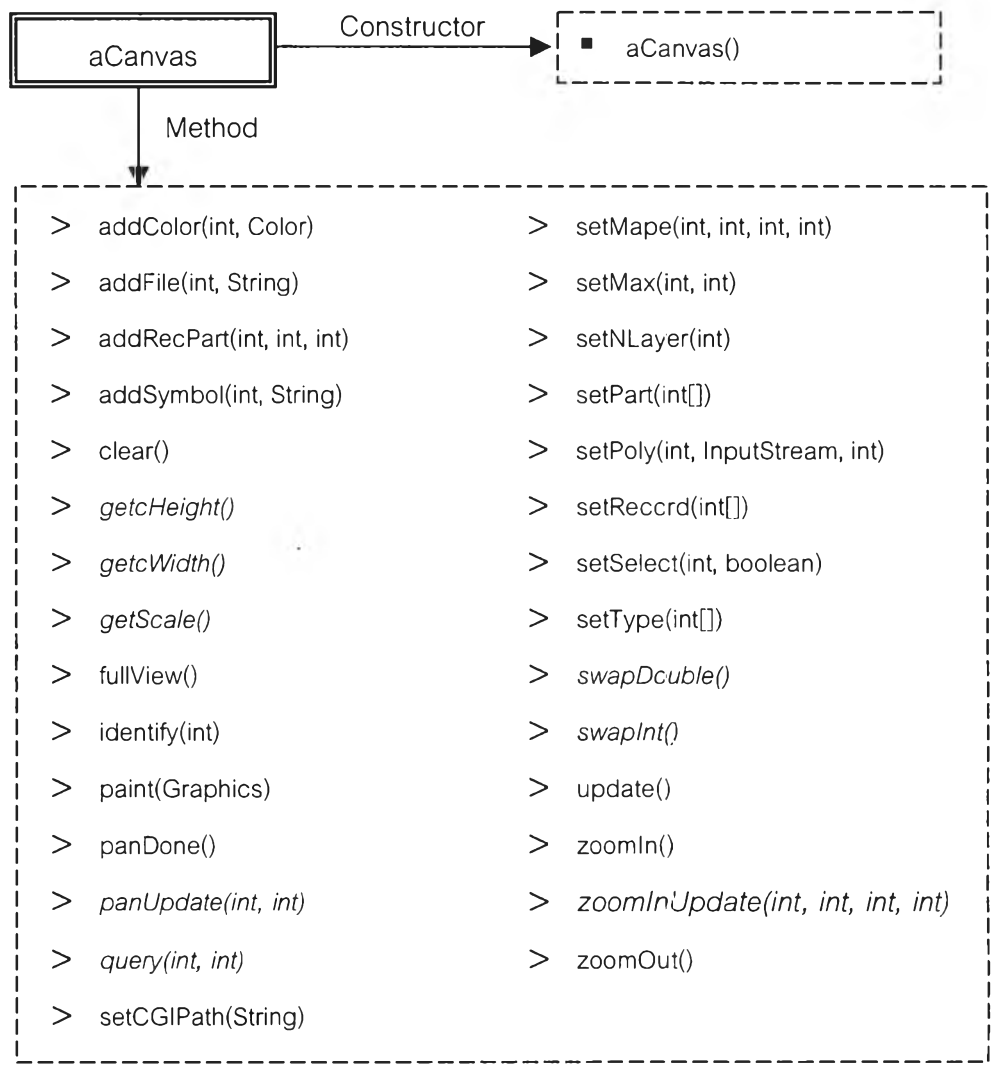 aCanvas
Constructor
■ aCanvas()
Method
> addColor(int, Color)
> addFile(int, String)
> addRecPart(int, int, int)
> addSymbol(int, String)
> clear()
> getcHeight()
> getcWidth()
> getScale()
> fullView()
> identify(int)
> paint(Graphics)
> panDone()
> panUpdate(int, int)
> query(int, int)
> setCGIPath(String)
> setMape(int, int, int, int)
> setMax(int, int)
> setNLayer(int)
> setPart(int[])
> setPoly(int, InputStream, int)
> setReccrd(int[])
> setSelect(int, boolean)
> setType(int[])
> swapDcuble()
> swapInt()
> update()
> zoomIn()
> zoomInUpdate(int, int, int, int)
> zoomOut()